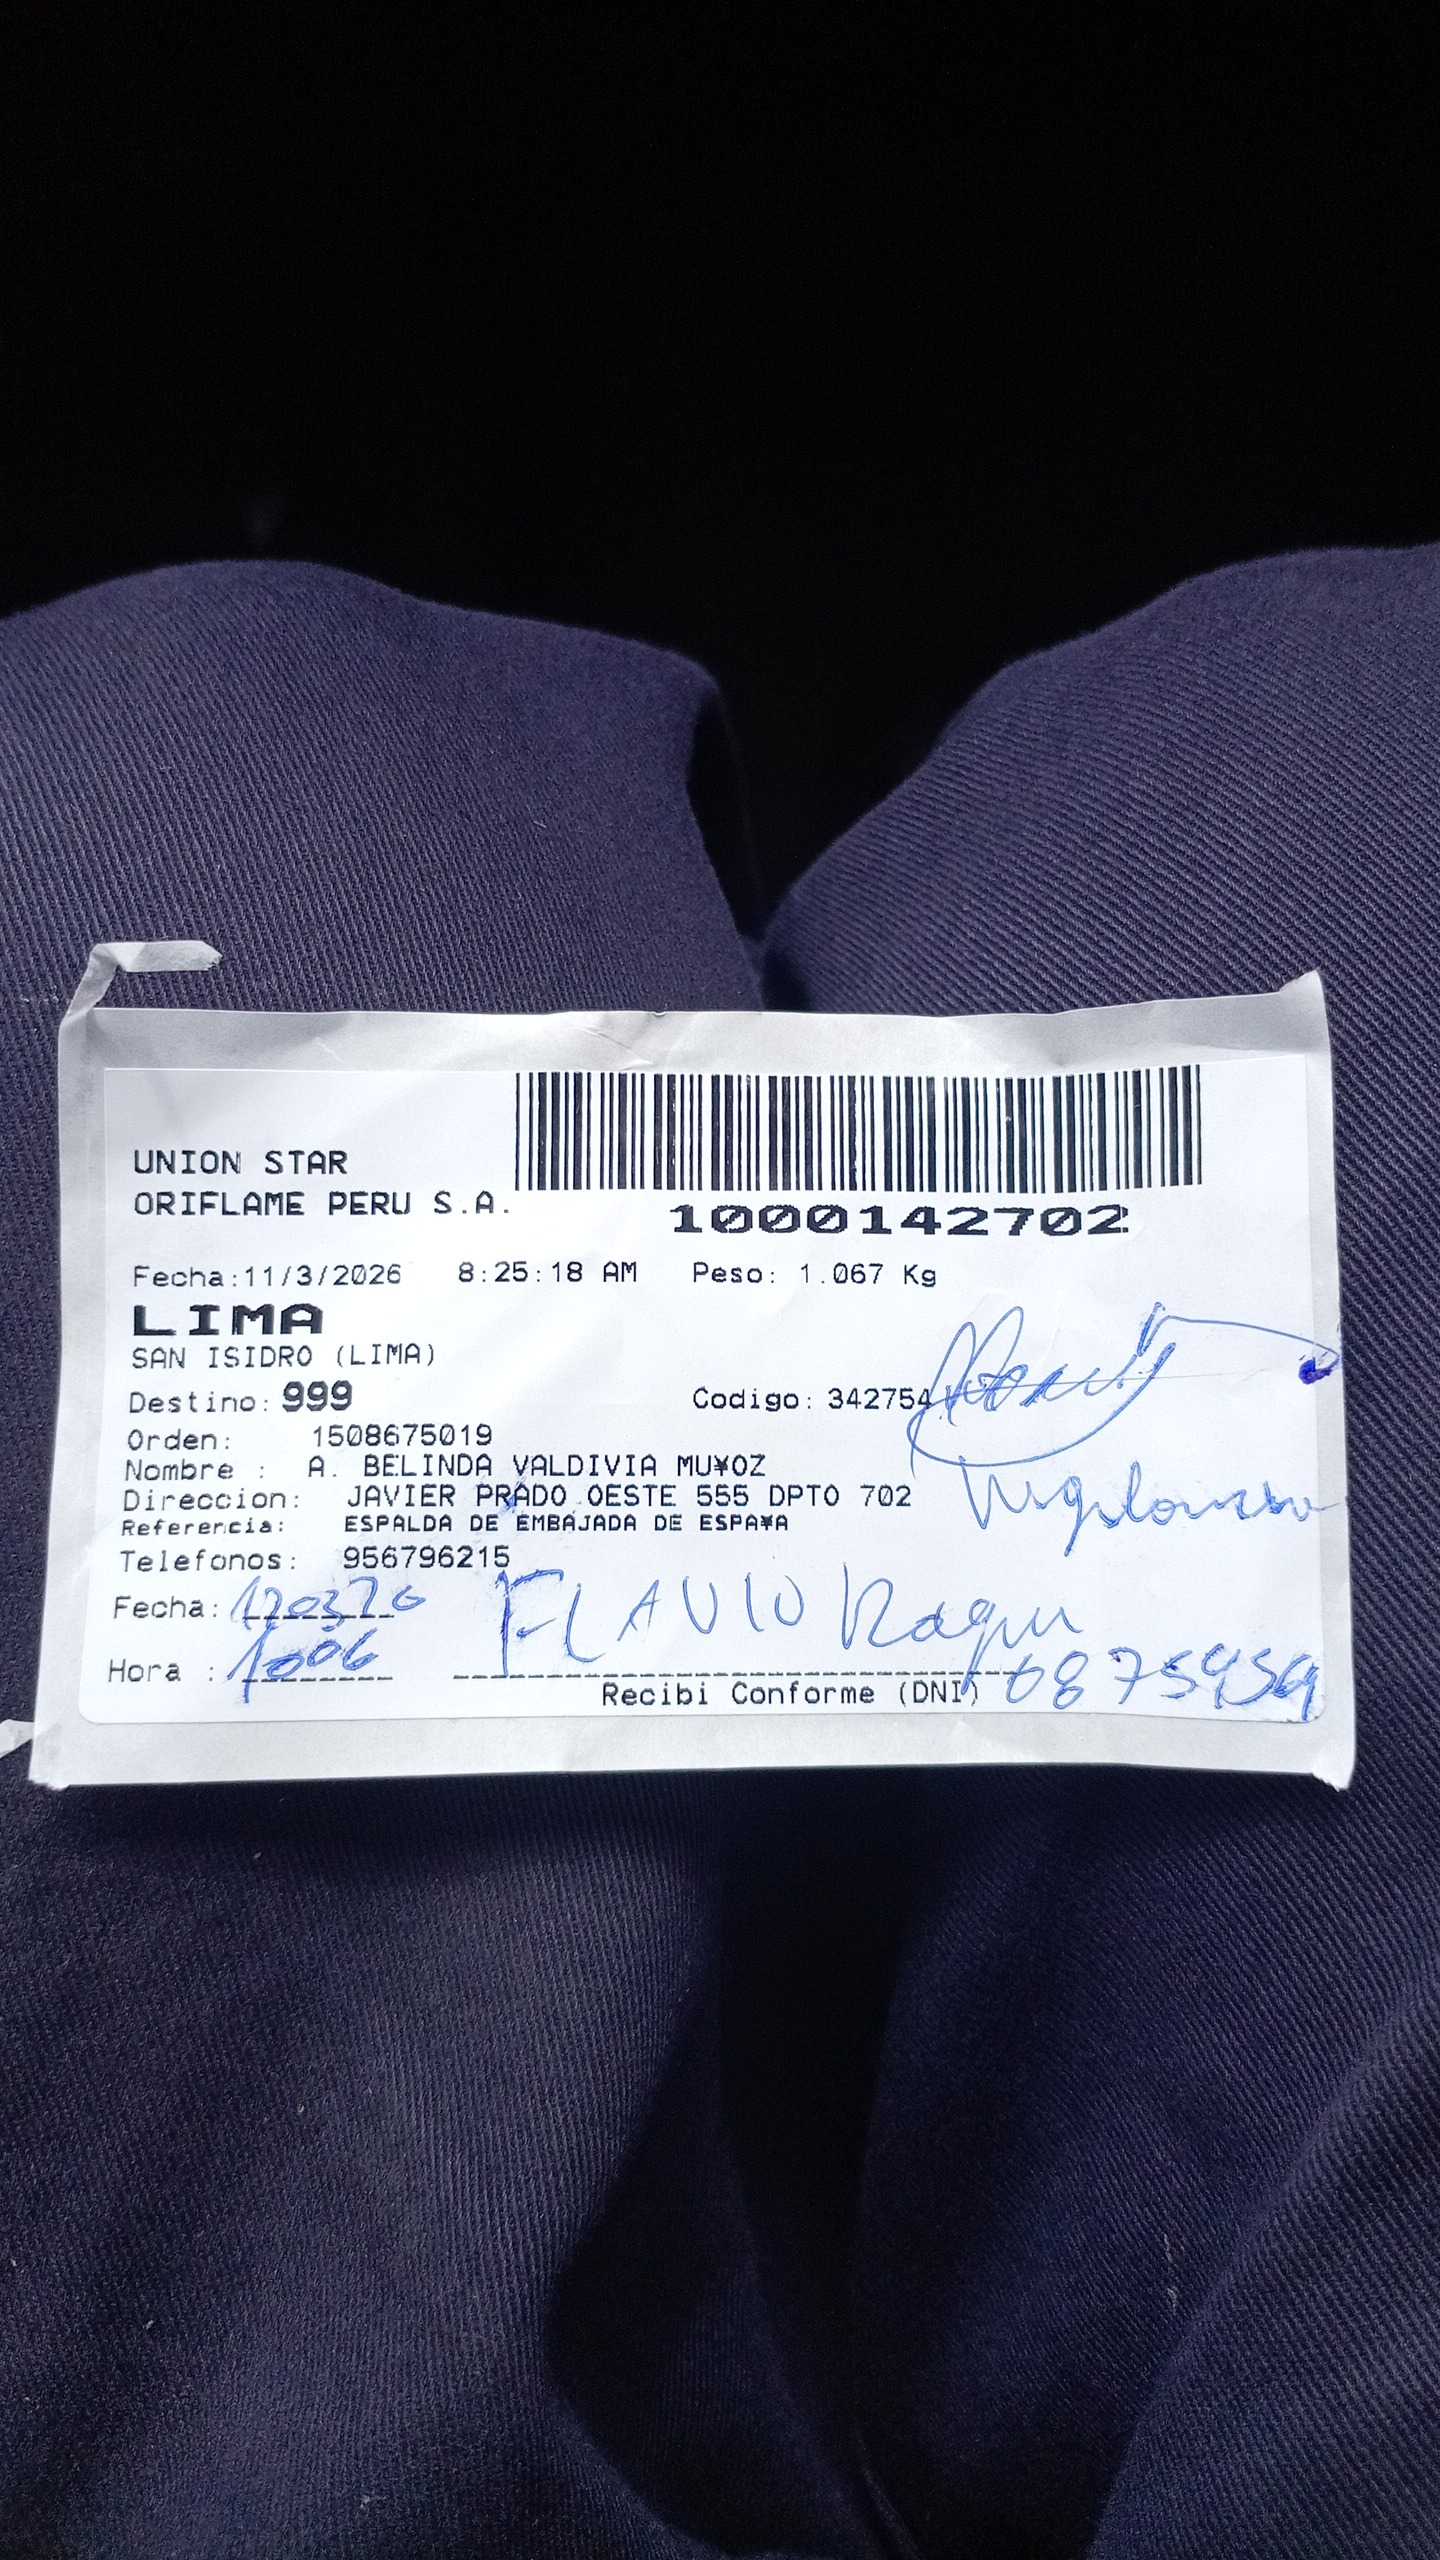 UNION STAR
ORIFLAME PERU S.A.
1000142702
Fecha:11/3/2026 8:25:18 AM Peso: 1.067 Kg
LIMA
SAN ISIDRO (LIMA)
Destino: 999 Codigo: 342754
Orden: 1508675019
Nombre : A. BELINDA VALDIVIA MU¥OZ
Direccion: JAVIER PRADO OESTE 555 DPTO 702
Referencia: ESPALDA DE EMBAJADA DE ESPA¥A
Telefonos: 956796215
Fecha: FLAVIO
Hora : 1006
Recibi Conforme (DNI)